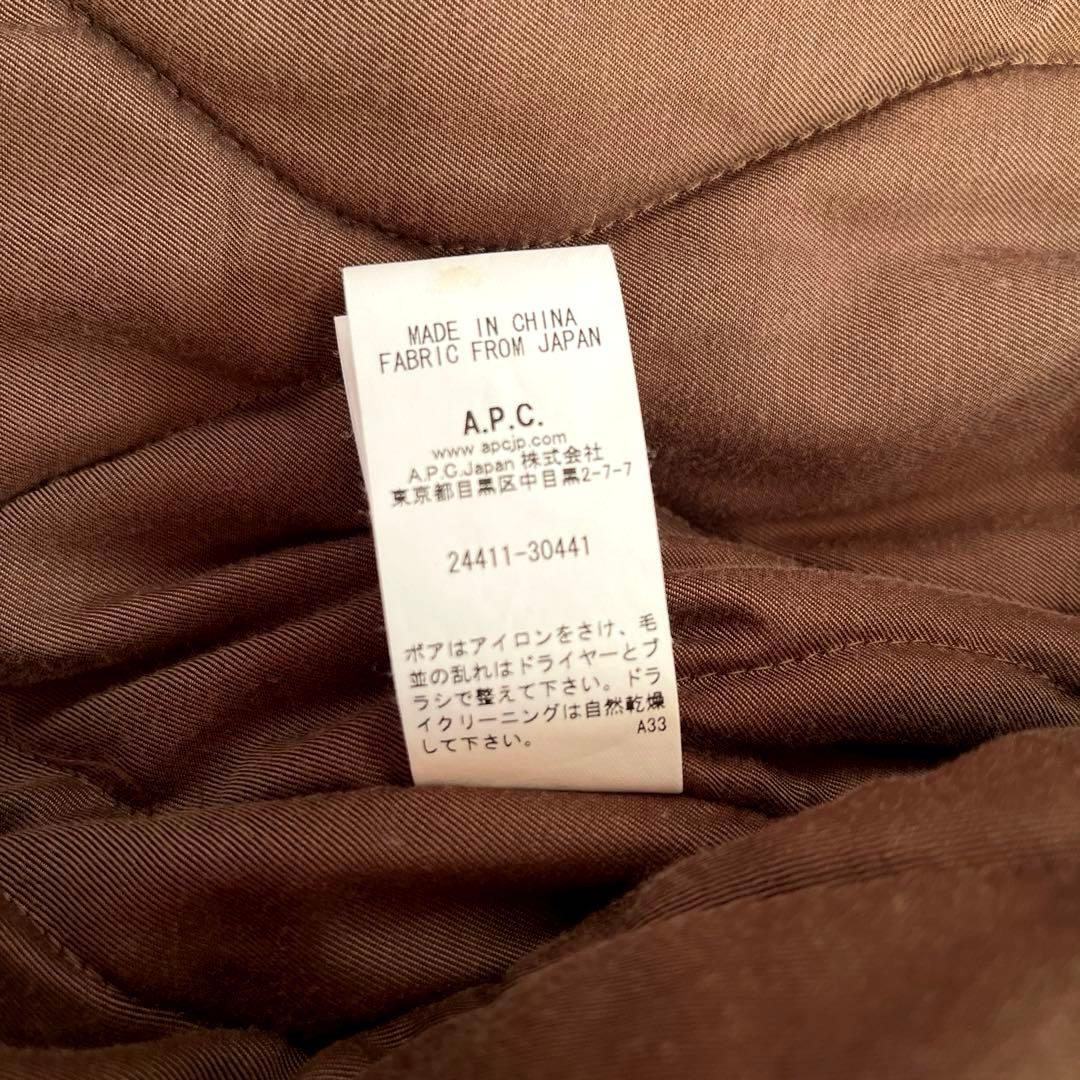 MADE IN CHINA
FABRIC FROM JAPAN
A.P.C.
www.apcjp.com
A.P.C.Japan 株式会社
東京都目黒区中目黒2-7-7
24411-30441
ボアはアイロンをさけ、毛
並の乱れはドライヤーとブ
ラシで整えて下さい。ドラ
イクリーニングは自然乾燥
して下さい。
A33